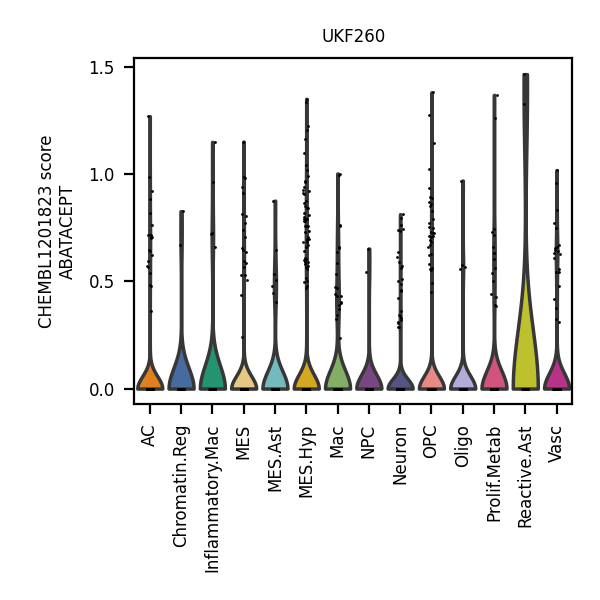 UKF260
CHEMBL1201823 score
ABATACEPT
1.5
1.0
0.5
0.0
AC
Chromatin.Reg
Inflammatory.Mac
MES
MES.Ast
MES.Hyp
Mac
NPC
Neuron
OPC
Oligo
Prolif.Metab
Reactive.Ast
Vasc